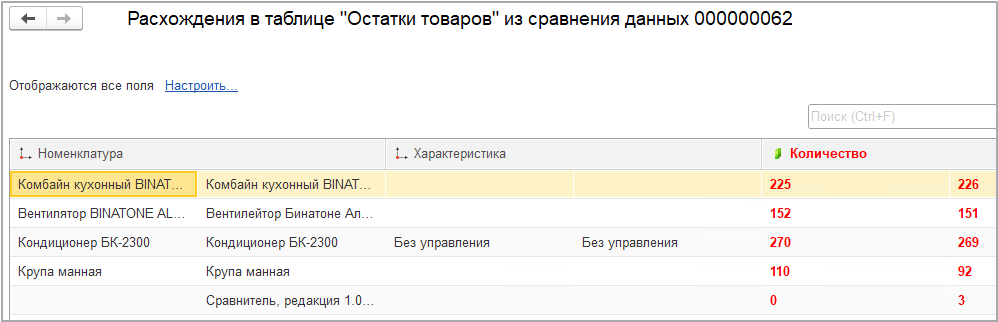 Расхождения в таблице "Остатки товаров" из сравнения данных 000000062
Отображаются все поля Настроить...
Поиск (Ctrl+F)
Номенклатура Характеристика Количество
Комбайн кухонный BINAT... Комбайн кухонный BINAT... 225 226
Вентилятор BINATONE AL... Вентилейтор Бинатоне Ал... 152 151
Кондиционер БК-2300 Кондиционер БК-2300 Без управления Без управления 270 269
Крупа манная Крупа манная 110 92
Сравнитель, редакция 1.0... 0 3